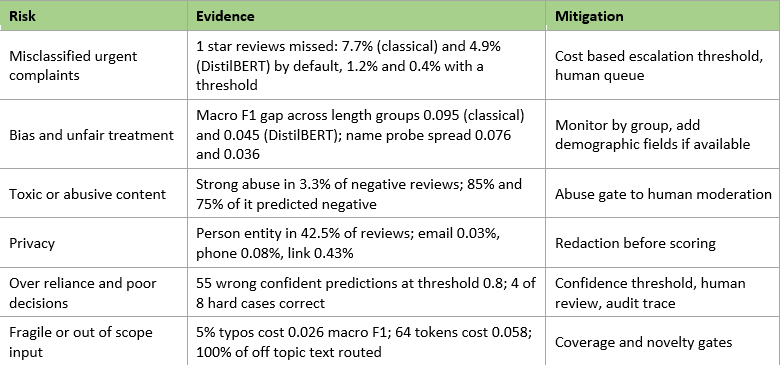 Risk Evidence Mitigation
Misclassified urgent complaints
1 star reviews missed: 7.7% (classical) and 4.9%
(DistilBERT) by default, 1.2% and 0.4% with a
threshold
Cost based escalation threshold,
human queue
Bias and unfair treatment
Macro F1 gap across length groups 0.095 (classical)
and 0.045 (DistilBERT); name probe spread 0.076
and 0.036
Monitor by group, add
demographic fields if available
Toxic or abusive content
Strong abuse in 3.3% of negative reviews; 85% and
75% of it predicted negative
Abuse gate to human moderation
Privacy
Person entity in 42.5% of reviews; email 0.03%,
phone 0.08%, link 0.43%
Redaction before scoring
Over reliance and poor
decisions
55 wrong confident predictions at threshold 0.8; 4 of
8 hard cases correct
Confidence threshold, human
review, audit trace
Fragile or out of scope
input
5% typos cost 0.026 macro F1; 64 tokens cost 0.058;
100% of off topic text routed
Coverage and novelty gates